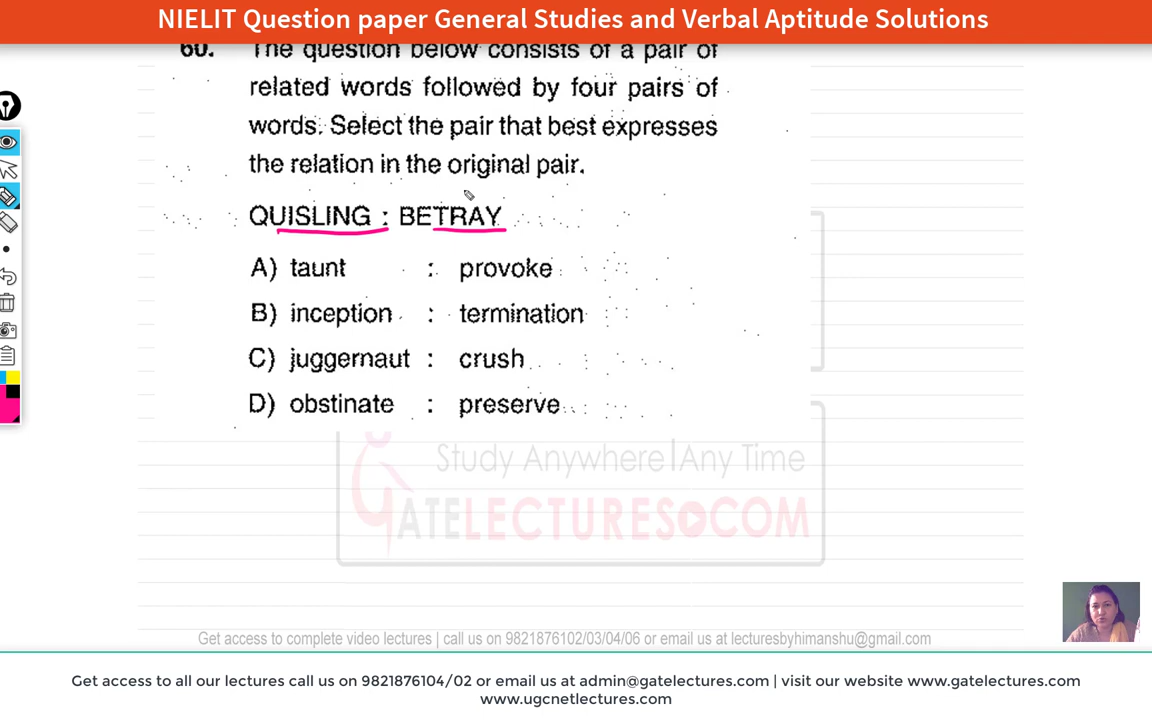 NIELIT Question paper General Studies and Verbal Aptitude Solutions
60. The question below consists of a pair of
related words followed by four pairs of
words. Select the pair that best expresses
the relation in the original pair.
QUISLING : BETRAY
A) taunt : provoke
B) inception : termination
C) juggernaut : crush
D) obstinate : preserve
Study Anywhere|Any Time
GATELECTURES.COM
Get access to complete video lectures | call us on 9821876102/03/04/06 or email us at lecturesbyhimanshu@gmail.com
Get access to all our lectures call us on 9821876104/02 or email us at admin@gatelectures.com | visit our website www.gatelectures.com
www.ugcnetlectures.com